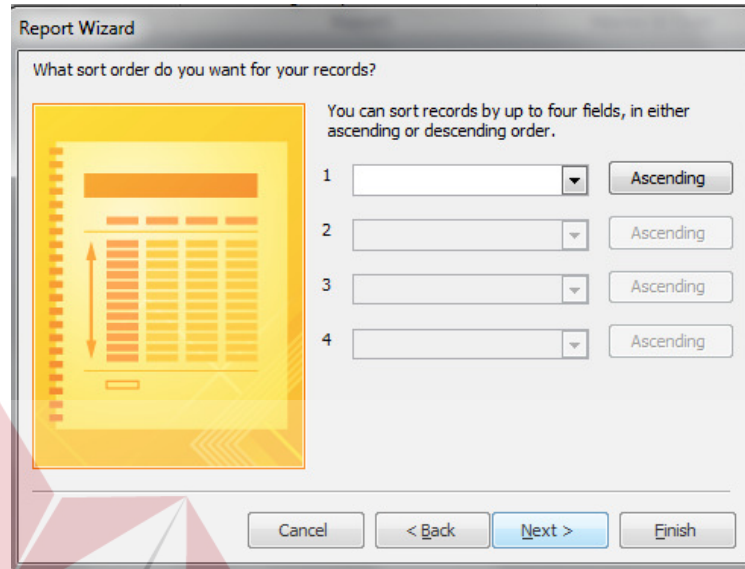 Report Wizard
What sort order do you want for your records?
You can sort records by up to four fields, in either
ascending or descending order.
1 Ascending
2 Ascending
3 Ascending
4 Ascending
Cancel < Back Next > Finish